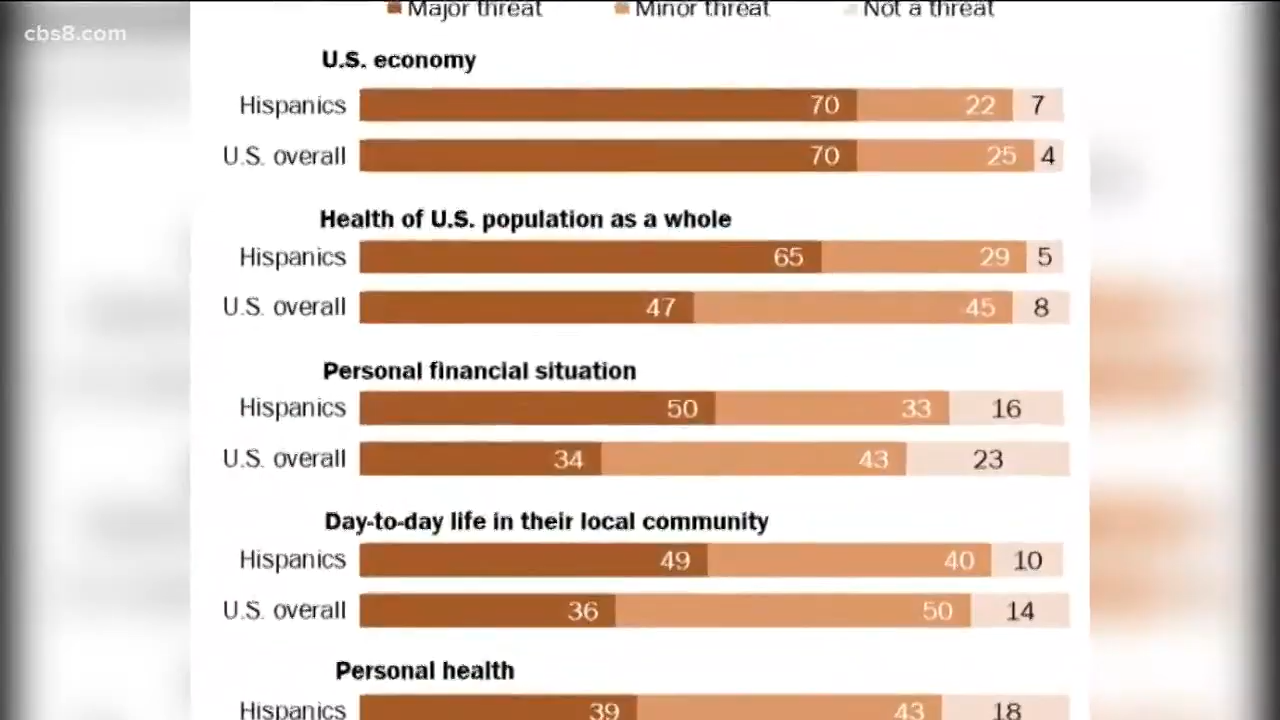 cbs8.com
Major threat Minor threat Not a threat
U.S. economy
Hispanics 70 22 7
U.S. overall 70 25 4
Health of U.S. population as a whole
Hispanics 65 29 5
U.S. overall 47 45 8
Personal financial situation
Hispanics 50 33 16
U.S. overall 34 43 23
Day-to-day life in their local community
Hispanics 49 40 10
U.S. overall 36 50 14
Personal health
Hispanics 39 43 18